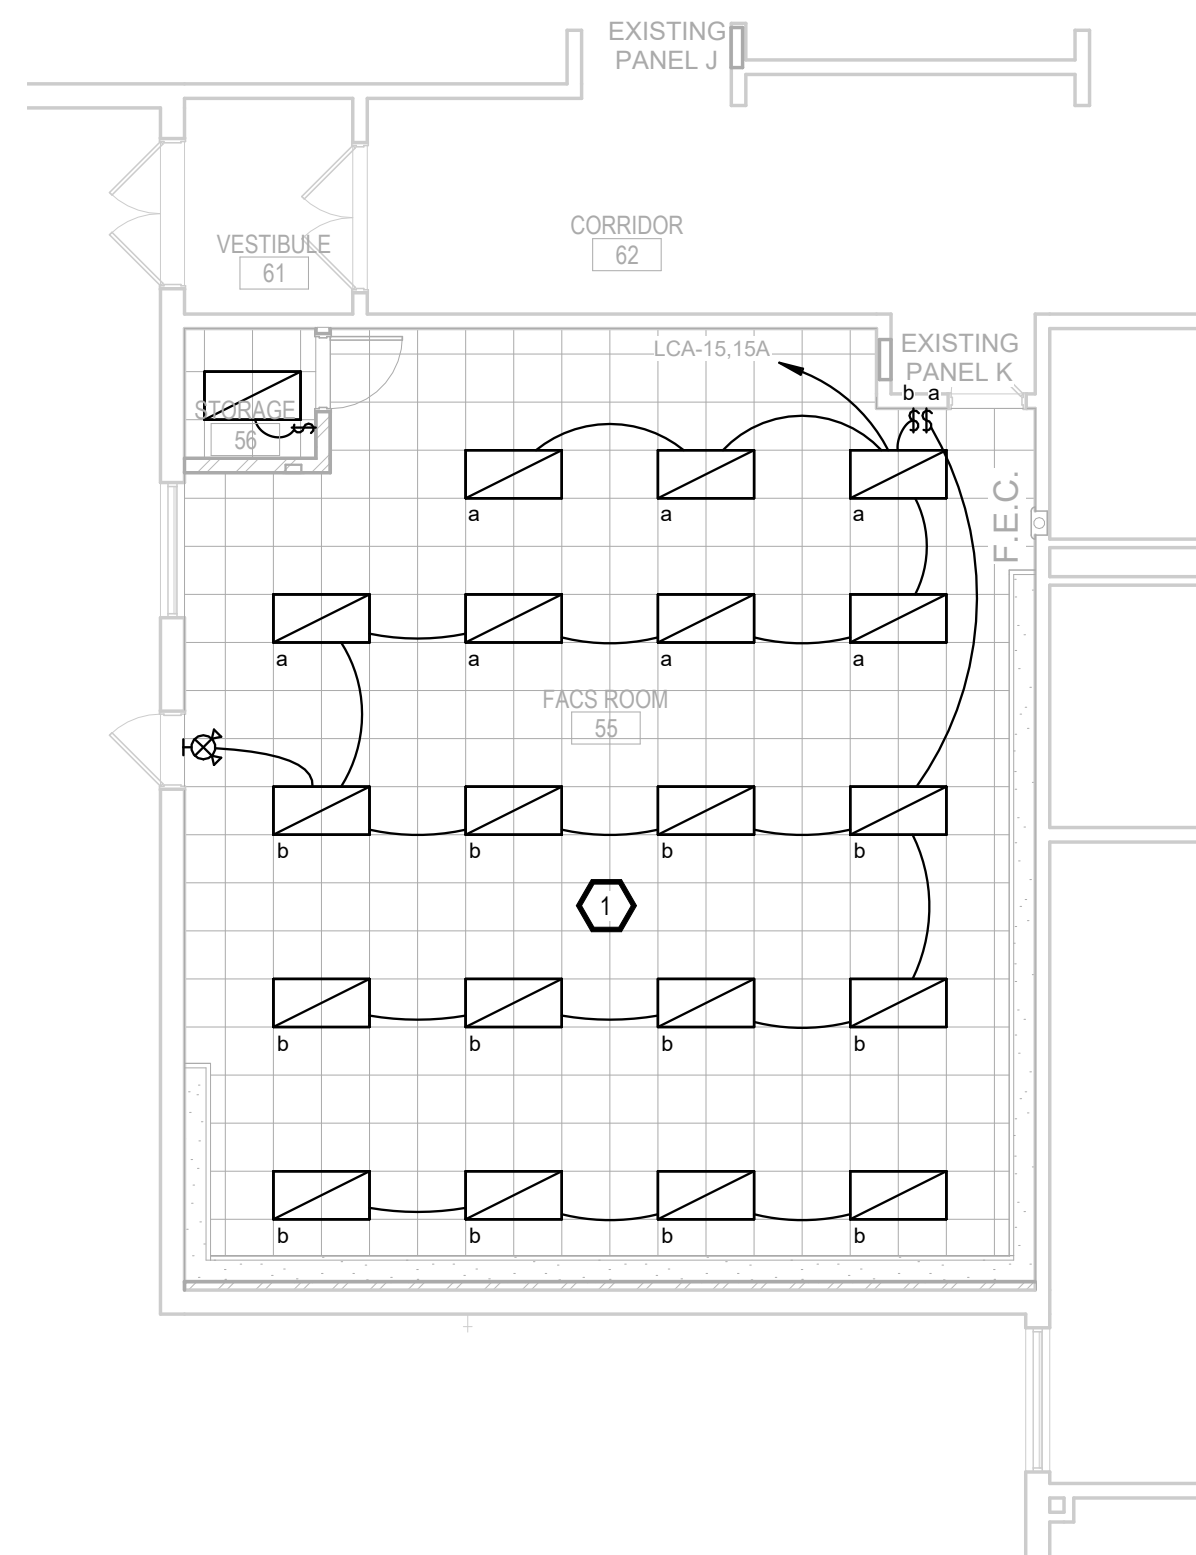 EXISTING
PANEL J
CORRIDOR
62
VESTIBULE
61
LCA-15,15A
EXISTING
PANEL K
b a
$$
STORAGE
56
$
F.E.C.
a a a
a a a a
FACS ROOM
55
b b b b
1
b b b b
b b b b